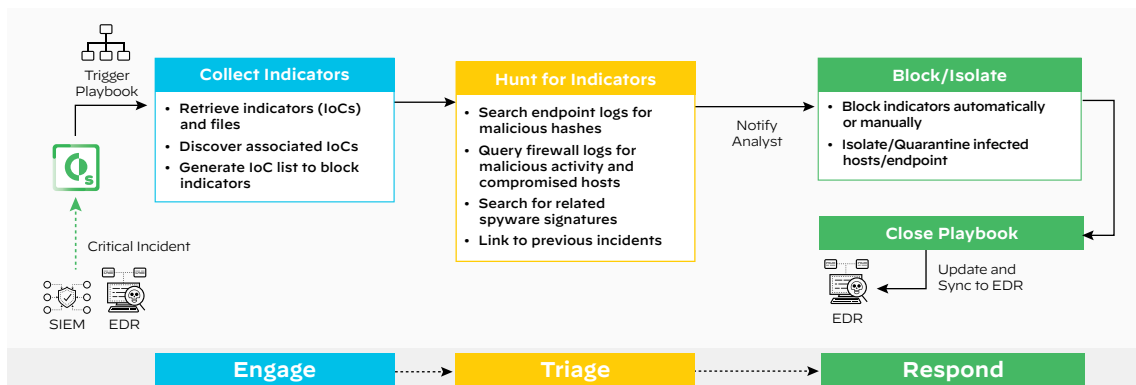 Trigger
Playbook
S
Critical Incident
SIEM
EDR
Collect Indicators
• Retrieve indicators (IoCs)
and files
• Discover associated IoCs
• Generate IoC list to block
indicators
Hunt for Indicators
• Search endpoint logs for
malicious hashes
• Query firewall logs for
malicious activity and
compromised hosts
• Search for related
spyware signatures
• Link to previous incidents
Notify
Analyst
Block/Isolate
• Block indicators automatically
or manually
• Isolate/Quarantine infected
hosts/endpoint
Close Playbook
Update and
Sync to EDR
EDR
Engage
Triage
Respond